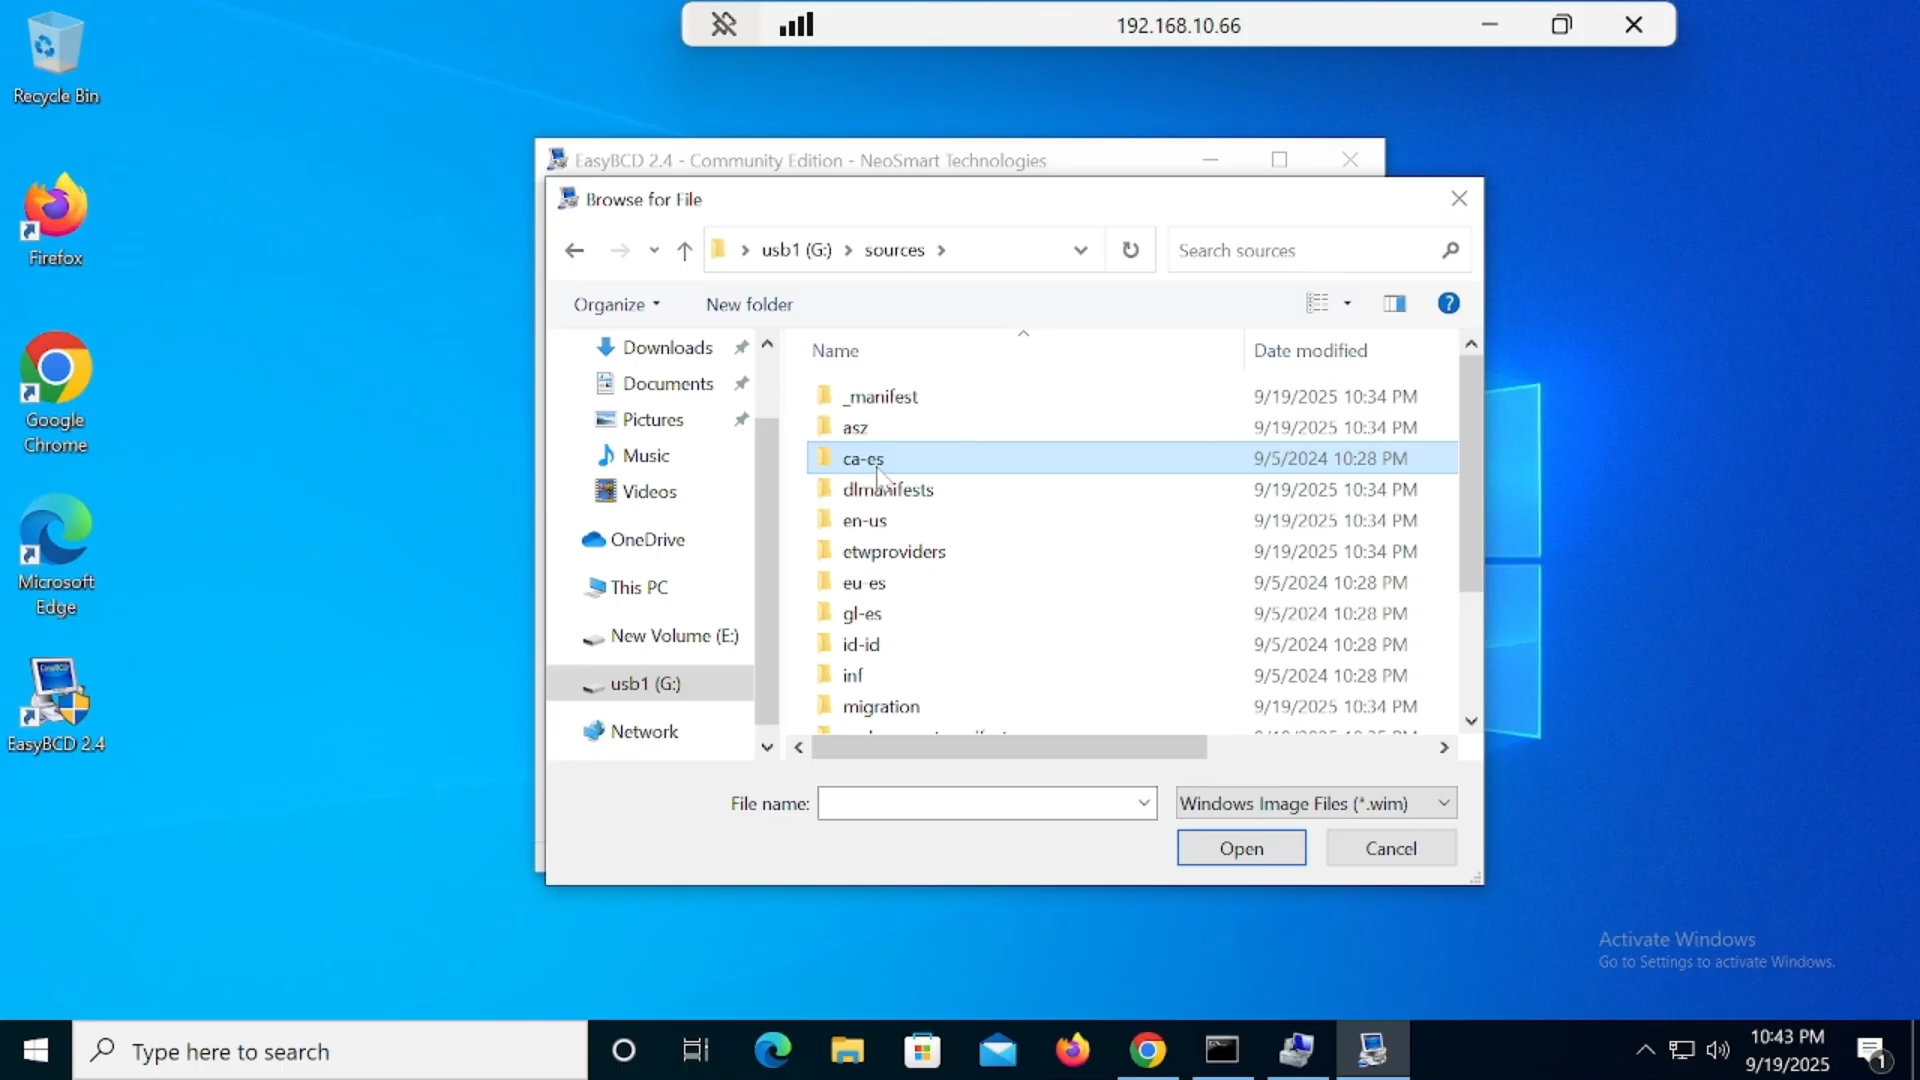 192.168.10.66
Recycle Bin
Firefox
Google
Chrome
Microsoft
Edge
EasyBCD 2.4
EasyBCD 2.4 - Community Edition - NeoSmart Technologies
Browse for File
usb1 (G:)
sources
Search sources
Organize
New folder
Downloads
Documents
Pictures
Music
Videos
OneDrive
This PC
New Volume (E:)
usb1 (G:)
Network
Name
Date modified
_manifest 9/19/2025 10:34 PM
asz 9/19/2025 10:34 PM
ca-es 9/5/2024 10:28 PM
dlmanifests 9/19/2025 10:34 PM
en-us 9/19/2025 10:34 PM
etwproviders 9/19/2025 10:34 PM
eu-es 9/5/2024 10:28 PM
gl-es 9/5/2024 10:28 PM
id-id 9/5/2024 10:28 PM
inf 9/5/2024 10:28 PM
migration 9/19/2025 10:34 PM
File name:
Windows Image Files (*.wim)
Open
Cancel
Activate Windows
Go to Settings to activate Windows.
Type here to search
10:43 PM
9/19/2025
1